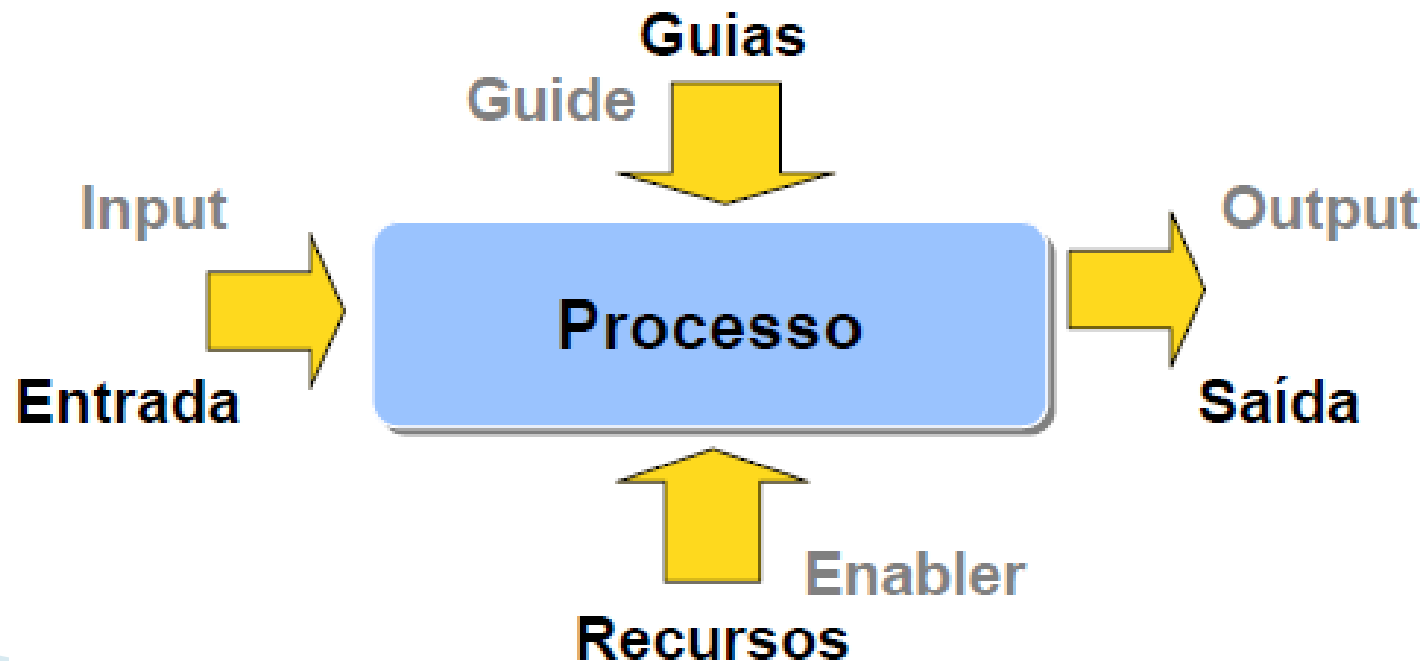 Guias
Guide
Input
Output
Processo
Entrada
Saída
Enabler
Recursos